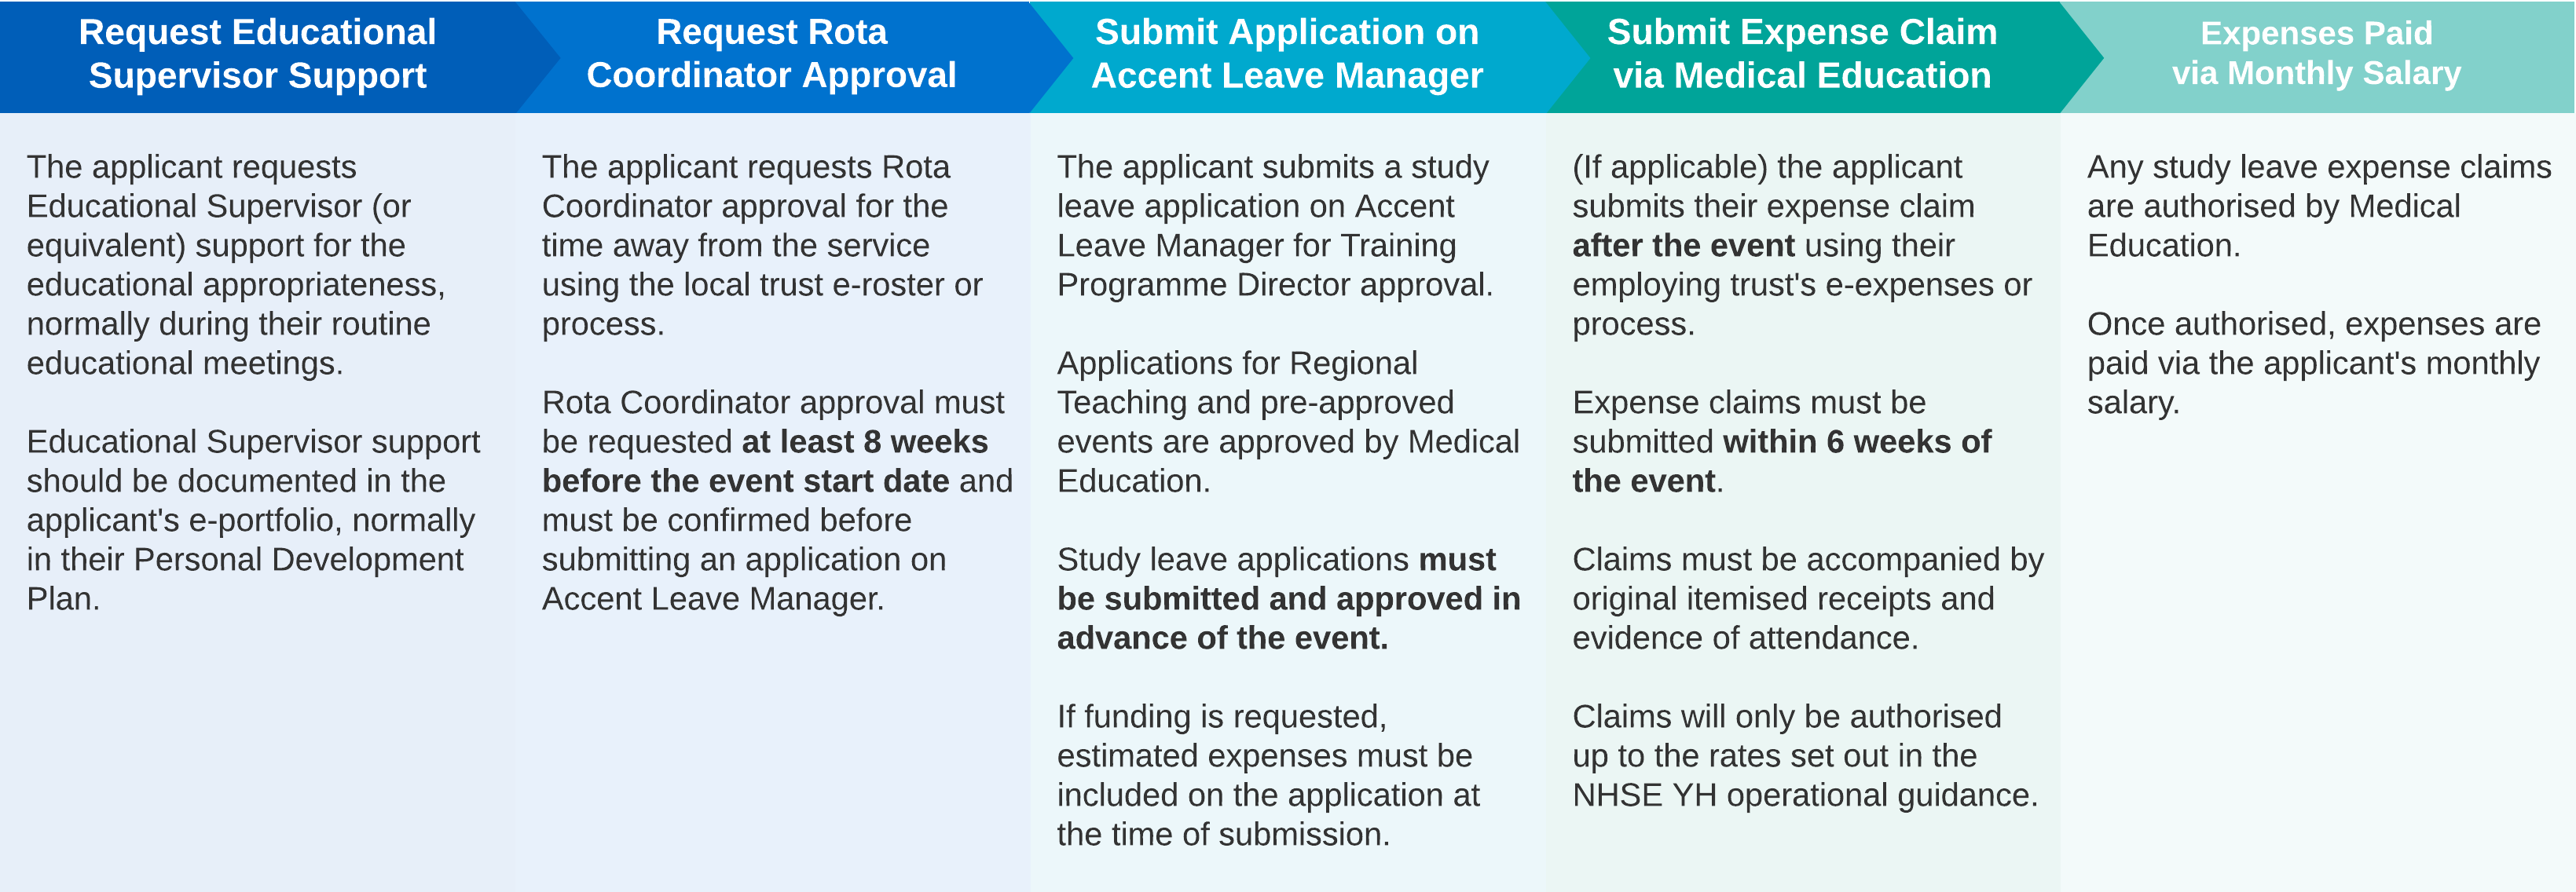 Request Educational
Supervisor Support
The applicant requests
Educational Supervisor (or
equivalent) support for the
educational appropriateness,
normally during their routine
educational meetings.
Educational Supervisor support
should be documented in the
applicant's e-portfolio, normally
in their Personal Development
Plan.
Request Rota
Coordinator Approval
The applicant requests Rota
Coordinator approval for the
time away from the service
using the local trust e-roster or
process.
Rota Coordinator approval must
be requested at least 8 weeks
before the event start date and
must be confirmed before
submitting an application on
Accent Leave Manager.
Submit Application on
Accent Leave Manager
The applicant submits a study
leave application on Accent
Leave Manager for Training
Programme Director approval.
Applications for Regional
Teaching and pre-approved
events are approved by Medical
Education.
Study leave applications must
be submitted and approved in
advance of the event.
If funding is requested,
estimated expenses must be
included on the application at
the time of submission.
Submit Expense Claim
via Medical Education
(If applicable) the applicant
submits their expense claim
after the event using their
employing trust's e-expenses or
process.
Expense claims must be
submitted within 6 weeks of
the event.
Claims must be accompanied by
original itemised receipts and
evidence of attendance.
Claims will only be authorised
up to the rates set out in the
NHSE YH operational guidance.
Expenses Paid
via Monthly Salary
Any study leave expense claims
are authorised by Medical
Education.
Once authorised, expenses are
paid via the applicant's monthly
salary.